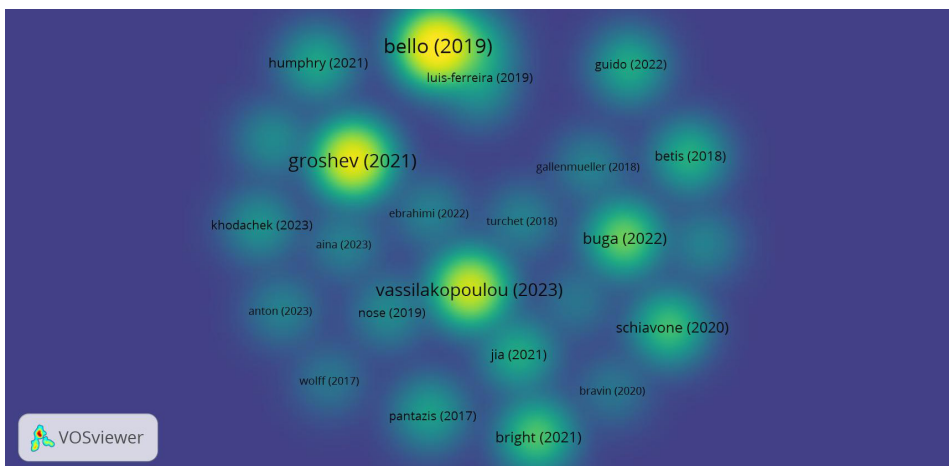 bello (2019)
humphry (2021)
guido (2022)
luis-ferreira (2019)
groshev (2021)
betis (2018)
gallenmueller (2018)
ebrahimi (2022)
turchet (2018)
khodachek (2023)
buga (2022)
aina (2023)
vassilakopoulou (2023)
anton (2023)
nose (2019)
schiavone (2020)
jia (2021)
wolff (2017)
bravin (2020)
pantazis (2017)
bright (2021)
VOSviewer